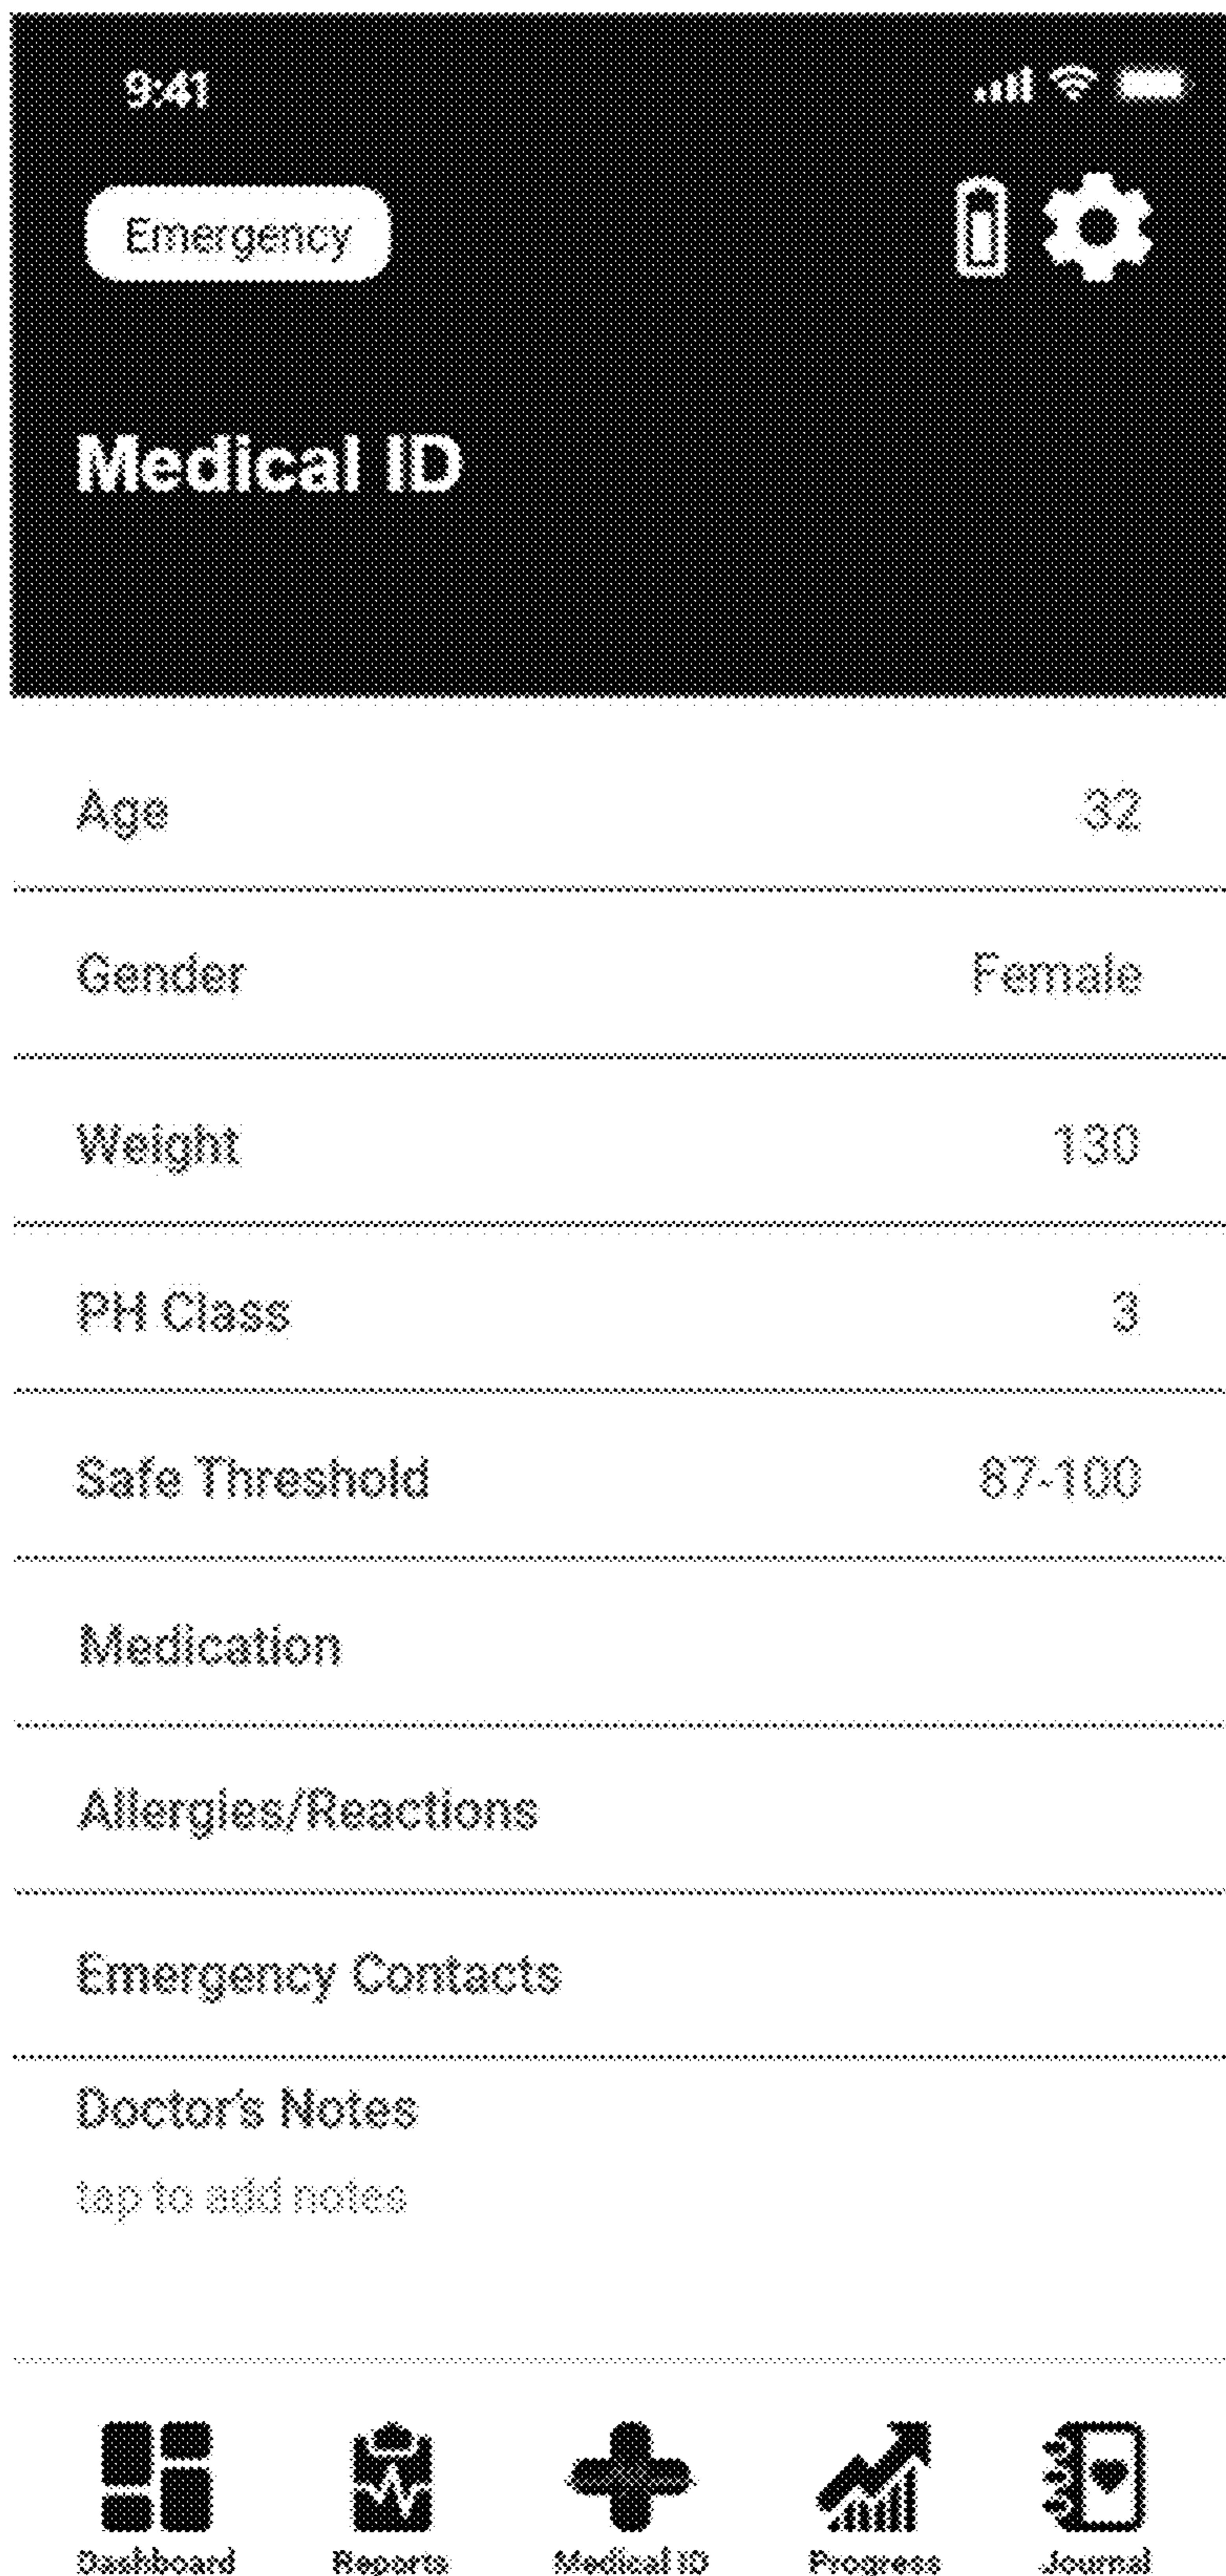 9:41
Emergency
Medical ID
Age 32
Gender Female
Weight 130
PH Class 3
Safe Threshold 87-100
Medication
Allergies/Reactions
Emergency Contacts
Doctor's Notes
tap to add notes
Dashboard Reports Medical ID Progress Journal